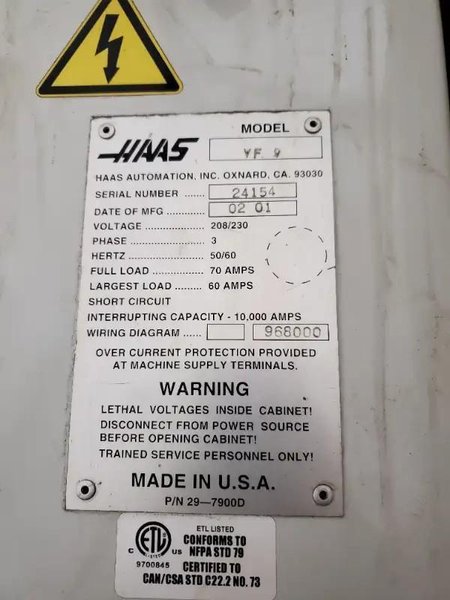 HAAS
MODEL
VF 9
HAAS AUTOMATION, INC. OXNARD, CA. 93030
SERIAL NUMBER ........ 24154
DATE OF MFG ............ 02 01
VOLTAGE .................... 208/230
PHASE ........................ 3
HERTZ ........................ 50/60
FULL LOAD ................ 70 AMPS
LARGEST LOAD ......... 60 AMPS
SHORT CIRCUIT
INTERRUPTING CAPACITY - 10,000 AMPS
WIRING DIAGRAM ...... 968000
OVER CURRENT PROTECTION PROVIDED
AT MACHINE SUPPLY TERMINALS.
WARNING
LETHAL VOLTAGES INSIDE CABINET!
DISCONNECT FROM POWER SOURCE
BEFORE OPENING CABINET!
TRAINED SERVICE PERSONNEL ONLY!
MADE IN U.S.A.
P/N 29—7900D
ETL LISTED
CONFORMS TO
NFPA STD 79
C ETL US
9700845
CERTIFIED TO
CAN/CSA STD C22.2 NO. 73